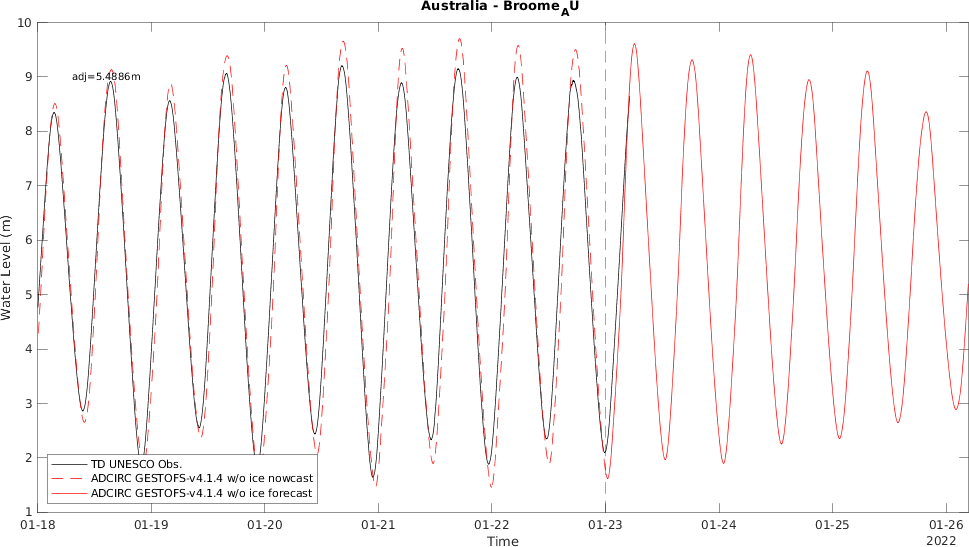 Australia - Broome_AU
10
adj=5.4886m
9
8
7
6
5
4
3
2
1
Water Level (m)
TD UNESCO Obs.
ADCIRC GESTOFS-v4.1.4 w/o ice nowcast
ADCIRC GESTOFS-v4.1.4 w/o ice forecast
01-18 01-19 01-20 01-21 01-22 01-23 01-24 01-25 01-26
Time 2022